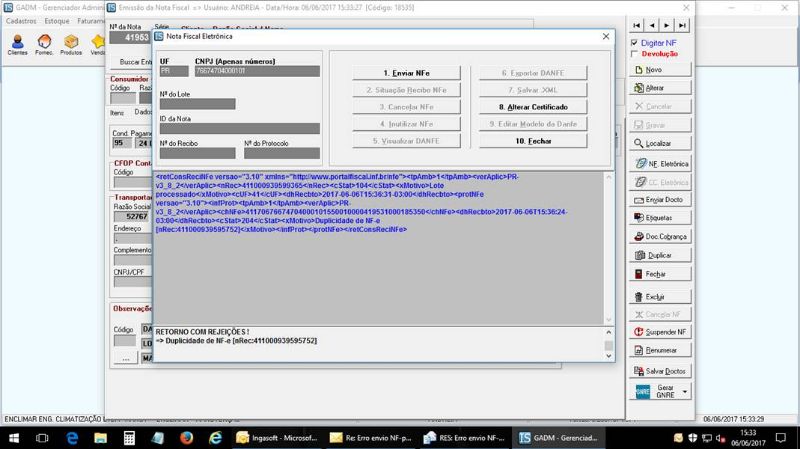 GADM - Gerenciador Admini
Emissão da Nota Fiscal => Usuário: ANDREIA - Data/Hora: 06/06/2017 15:33:27 [Código: 18535]
Cadastros Estoque Faturam
Clientes
Fornec.
Produtos
Venda
Nº da Nota
Série
41953
Buscar Entr
Consumidor
Código
Itens
Dados
Cond. Pagame
95
24.0
CFOP Cont
Transporta
Razão Social
52767
Endereço
.
Complemento
CNPJ/CPF
Observaçõe
Código
...
Nota Fiscal Eletrônica
UF
CNPJ (Apenas números)
PR
76674704000101
Nº do Lote
ID da Nota
Nº do Recibo
Nº do Protocolo
1. Enviar NFe
6. Exportar DANFE
2. Situação Recibo NFe
7. Salvar .XML
3. Cancelar NFe
8. Alterar Certificado
4. Inutilizar NFe
9. Editar Modelo do Danfe
5. Visualizar DANFE
10. Fechar
<retConsReciNFe versao="3.10" xmlns="http://www.portalfiscal.inf.br/nfe"><tpAmb>1</tpAmb><verAplic>PR-
v3_8_2</verAplic><nRec>411000939599365</nRec><cStat>104</cStat><xMotivo>Lote
processado</xMotivo><cUF>41</cUF><dhRecbto>2017-06-06T15:36:31-03:00</dhRecbto><protNFe
versao="3.10"><infProt><tpAmb>1</tpAmb><verAplic>PR-
v3_8_2</verAplic><chNFe>41170676674704000101550010000419531000185350</chNFe><dhRecbto>2017-06-06T15:36:24-
03:00</dhRecbto><cStat>204</cStat><xMotivo>Duplicidade de NF-e
[nRec:411000939595752]</xMotivo></infProt></protNFe></retConsReciNFe>
RETORNO COM REJEIÇÕES !
=> Duplicidade de NF-e [nRec:411000939595752]
Digitar NF
Devolução
Novo
Alterar
Cancelar
Gravar
Localizar
NF. Eletrônica
CC. Eletrônica
Enviar Docto
Etiquetas
Doc.Cobrança
Duplicar
Fechar
Excluir
Cancelar NF
Suspender NF
Renumerar
Salvar Doctos
GNRE
Gerar
GNRE
ENCLIMAR ENG. CLIMATIZAÇÃO
06/06/2017 15:33:29
Ingasoft - Microsof...
Re: Erro envio NF-p...
RES: Erro envio NF-...
GADM - Gerenciad...
15:33
06/06/2017